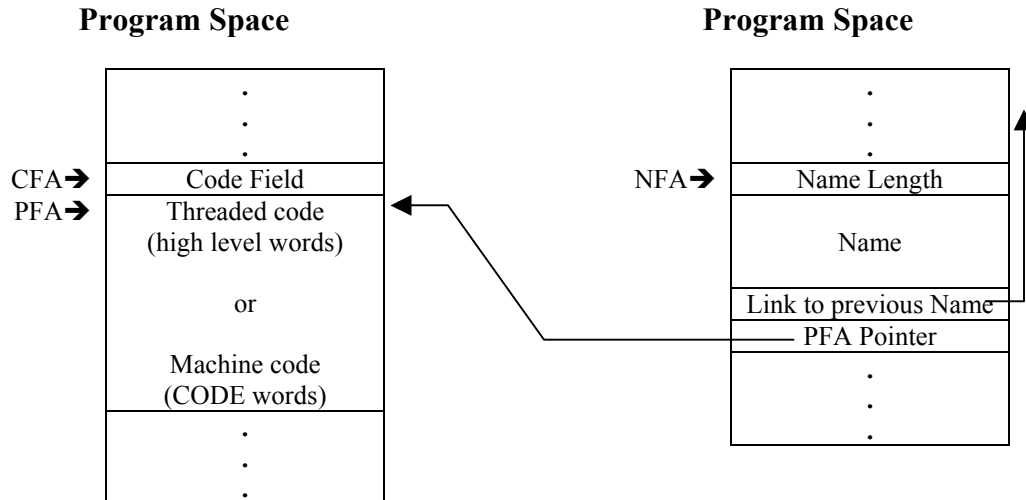 Program Space
CFA➔ Code Field
PFA➔ Threaded code
(high level words)
or
Machine code
(CODE words)
Program Space
NFA➔ Name Length
Name
Link to previous Name
PFA Pointer